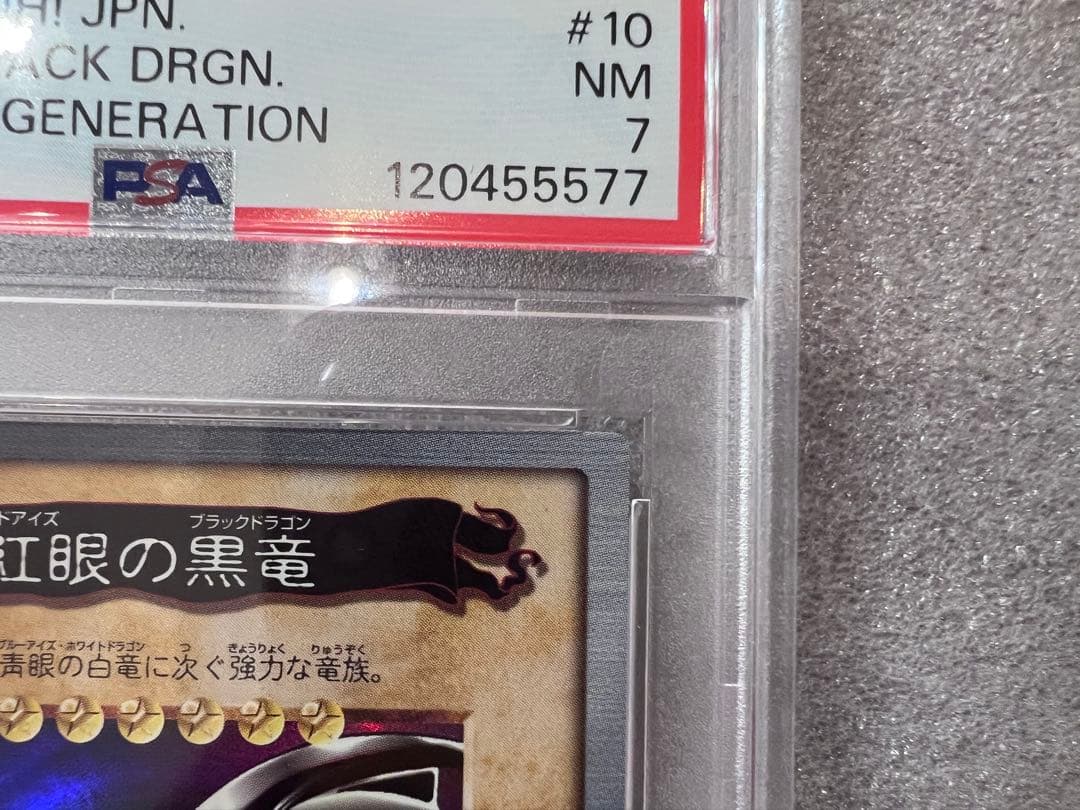 JPN.
#10
ACK DRGN.
NM
GENERATION
7
PSA
120455577
ドアイズ ブラックドラゴン
紅眼の黒竜
ブルーアイズ・ホワイトドラゴン つ きょうりょく りゅうぞく
青眼の白竜に次ぐ強力な竜族。